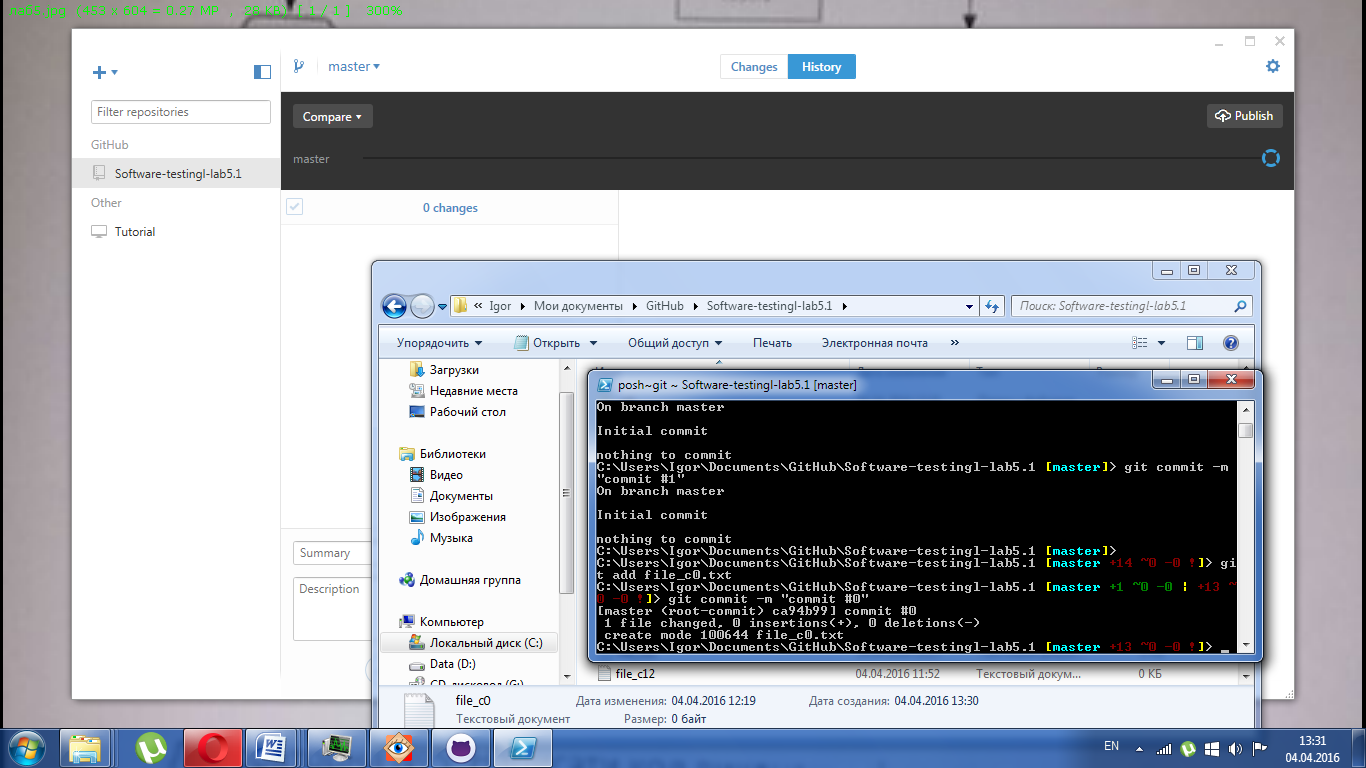 master
Changes
History
Filter repositories
Compare
Publish
GitHub
master
Software-testingl-lab5.1
Other
0 changes
Tutorial
Igor
Мои документы
GitHub
Software-testingl-lab5.1
Поиск: Software-testingl-lab5.1
Упорядочить
Открыть
Общий доступ
Печать
Электронная почта
»
Загрузки
Недавние места
Рабочий стол
Библиотеки
Видео
Документы
Изображения
Музыка
Домашняя группа
Компьютер
Локальный диск (C:)
Data (D:)
CD-дисковод (G:)
Summary
Description
posh~git ~ Software-testingl-lab5.1 [master]
On branch master
Initial commit
nothing to commit
C:\Users\Igor\Documents\GitHub\Software-testingl-lab5.1 [master]> git commit -m
"commit #1"
On branch master
Initial commit
nothing to commit
C:\Users\Igor\Documents\GitHub\Software-testingl-lab5.1 [master]>
C:\Users\Igor\Documents\GitHub\Software-testingl-lab5.1 [master +14 ~0 -0 !]> gi
t add file_c0.txt
C:\Users\Igor\Documents\GitHub\Software-testingl-lab5.1 [master +1 ~0 -0 | +13 ~
0 -0 !]> git commit -m "commit #0"
[master (root-commit) ca94b99] commit #0
1 file changed, 0 insertions(+), 0 deletions(-)
create mode 100644 file_c0.txt
C:\Users\Igor\Documents\GitHub\Software-testingl-lab5.1 [master +13 ~0 -0 !]> _
file_c12
04.04.2016 11:52
Текстовый докум...
0 КБ
file_c0
Дата изменения: 04.04.2016 12:19
Дата создания: 04.04.2016 13:30
Текстовый документ
Размер: 0 байт
EN
13:31
04.04.2016